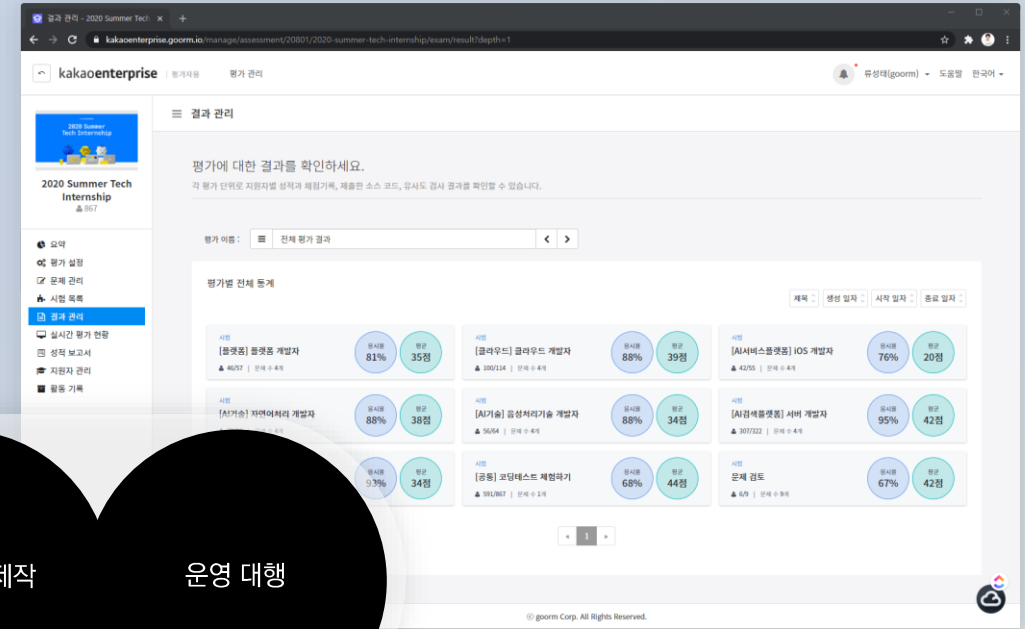 결과 관리 - 2020 Summer Tech
kakaoenterprise.goorm.io/manage/assessment/20801/2020-summer-tech-internship/exam/result?depth=1
kakaoenterprise
평가자용
평가 관리
류성태(goorm)
도움말
한국어
2020 Summer
Tech Internship
2020 Summer Tech
Internship
867
요약
평가 설정
문제 관리
시험 목록
결과 관리
실시간 평가 현황
성적 보고서
지원자 관리
활동 기록
결과 관리
평가에 대한 결과를 확인하세요.
각 평가 단위로 지원자별 성적과 채점기록, 제출한 소스 코드, 유사도 검사 결과를 확인할 수 있습니다.
평가 이름 :
전체 평가 결과
평가별 전체 통계
제목
생성 일자
시작 일자
종료 일자
시험
[플랫폼] 플랫폼 개발자
46/57 | 문제 수 4개
응시율
81%
평균
35점
시험
[클라우드] 클라우드 개발자
100/114 | 문제 수 4개
응시율
88%
평균
39점
시험
[AI서비스플랫폼] iOS 개발자
42/55 | 문제 수 4개
응시율
76%
평균
20점
시험
[AI기술] 자연어처리 개발자
응시율
88%
평균
38점
시험
[AI기술] 음성처리기술 개발자
56/64 | 문제 수 4개
응시율
88%
평균
34점
시험
[AI검색플랫폼] 서버 개발자
307/322 | 문제 수 4개
응시율
95%
평균
42점
응시율
93%
평균
34점
시험
[공통] 코딩테스트 체험하기
591/867 | 문제 수 1개
응시율
68%
평균
44점
시험
문제 검토
6/9 | 문제 수 9개
응시율
67%
평균
42점
« 1 »
제작
운영 대행
© goorm Corp. All Rights Reserved.